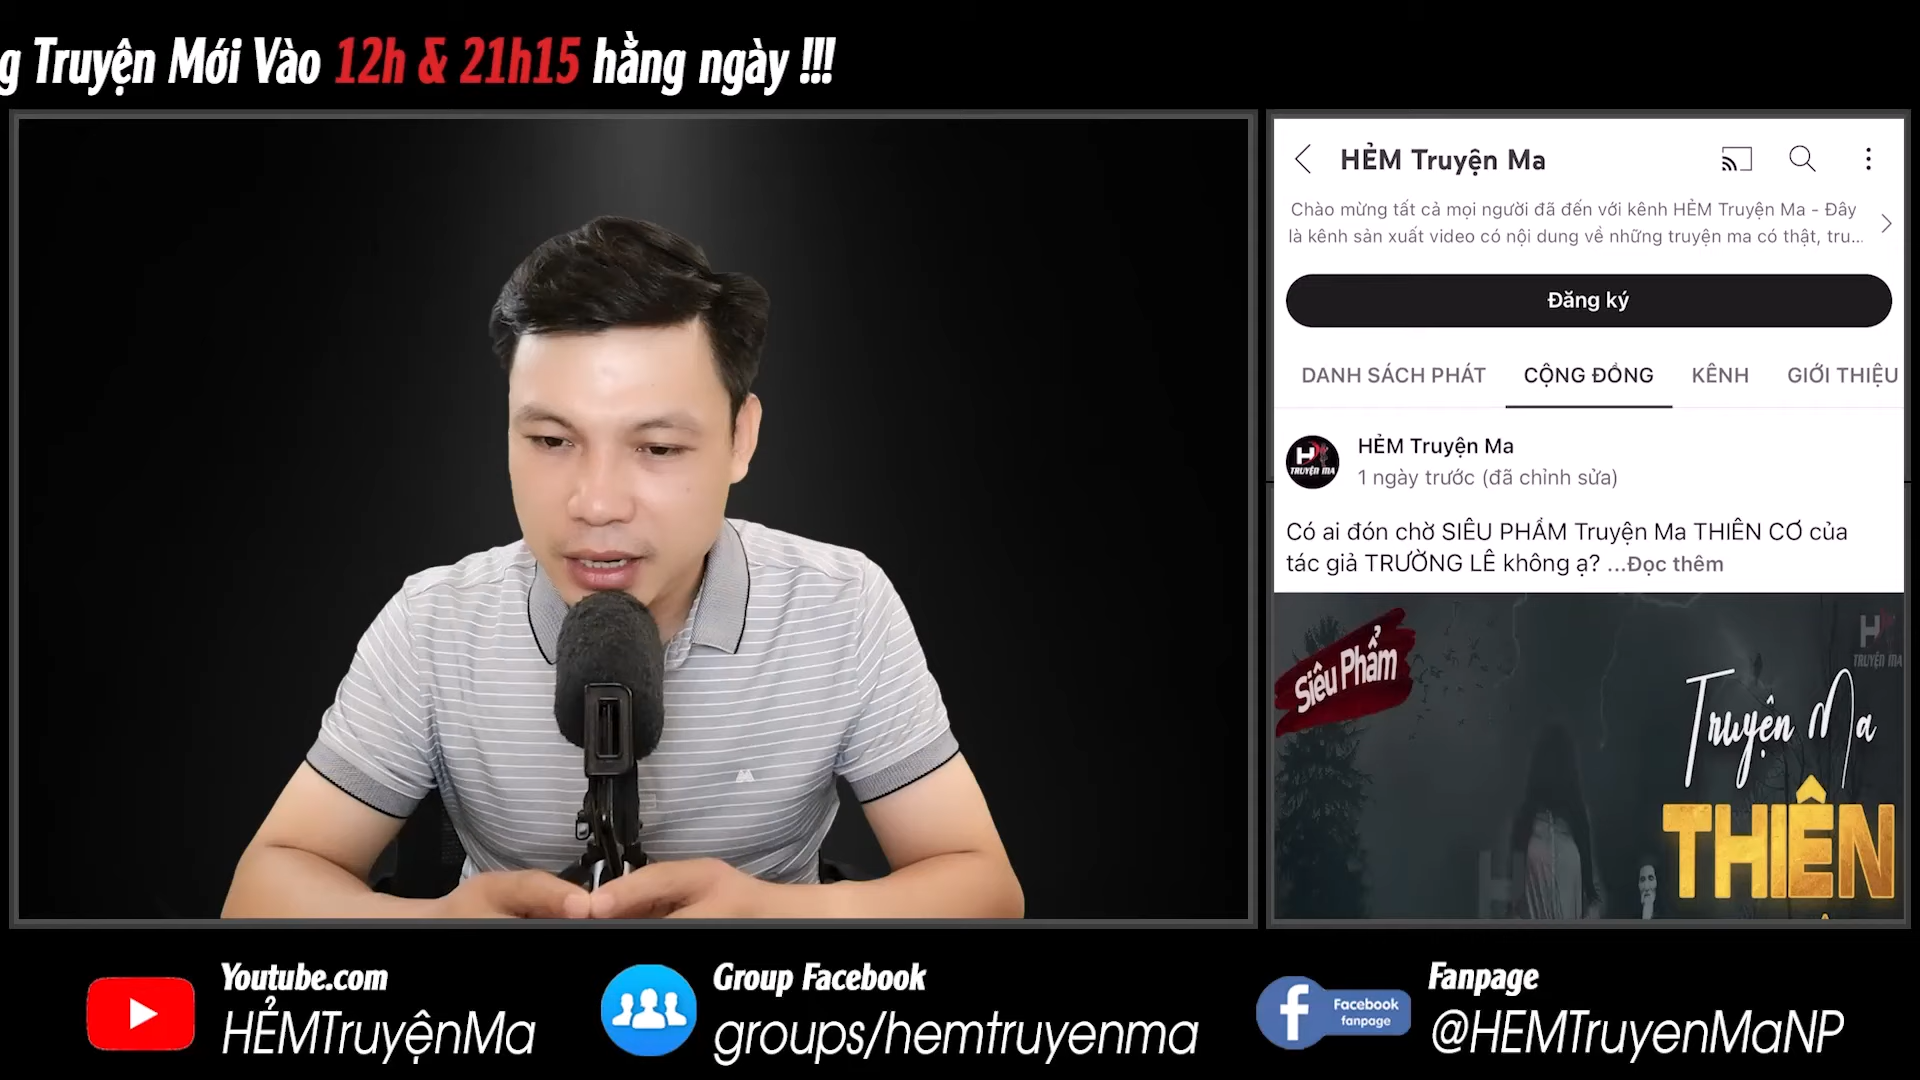 g Truyện Mới Vào 12h & 21h15 hằng ngày !!!
HẺM Truyện Ma
Chào mừng tất cả mọi người đã đến với kênh HẺM Truyện Ma - Đây
là kênh sản xuất video có nội dung về những truyện ma có thật, tru...
Đăng ký
DANH SÁCH PHÁT CỘNG ĐỒNG KÊNH GIỚI THIỆU
HẺM Truyện Ma
1 ngày trước (đã chỉnh sửa)
H
TRUYỆN MA
Có ai đón chờ SIÊU PHẨM Truyện Ma THIÊN CƠ của
tác giả TRƯỜNG LÊ không ạ? ...Đọc thêm
Siêu Phẩm
H
TRUYỆN MA
Truyện Ma
THIÊN
Youtube.com
HẺMTruyệnMa
Group Facebook
groups/hemtruyenma
Facebook
fanpage
Fanpage
@HEMTruyenMaNP